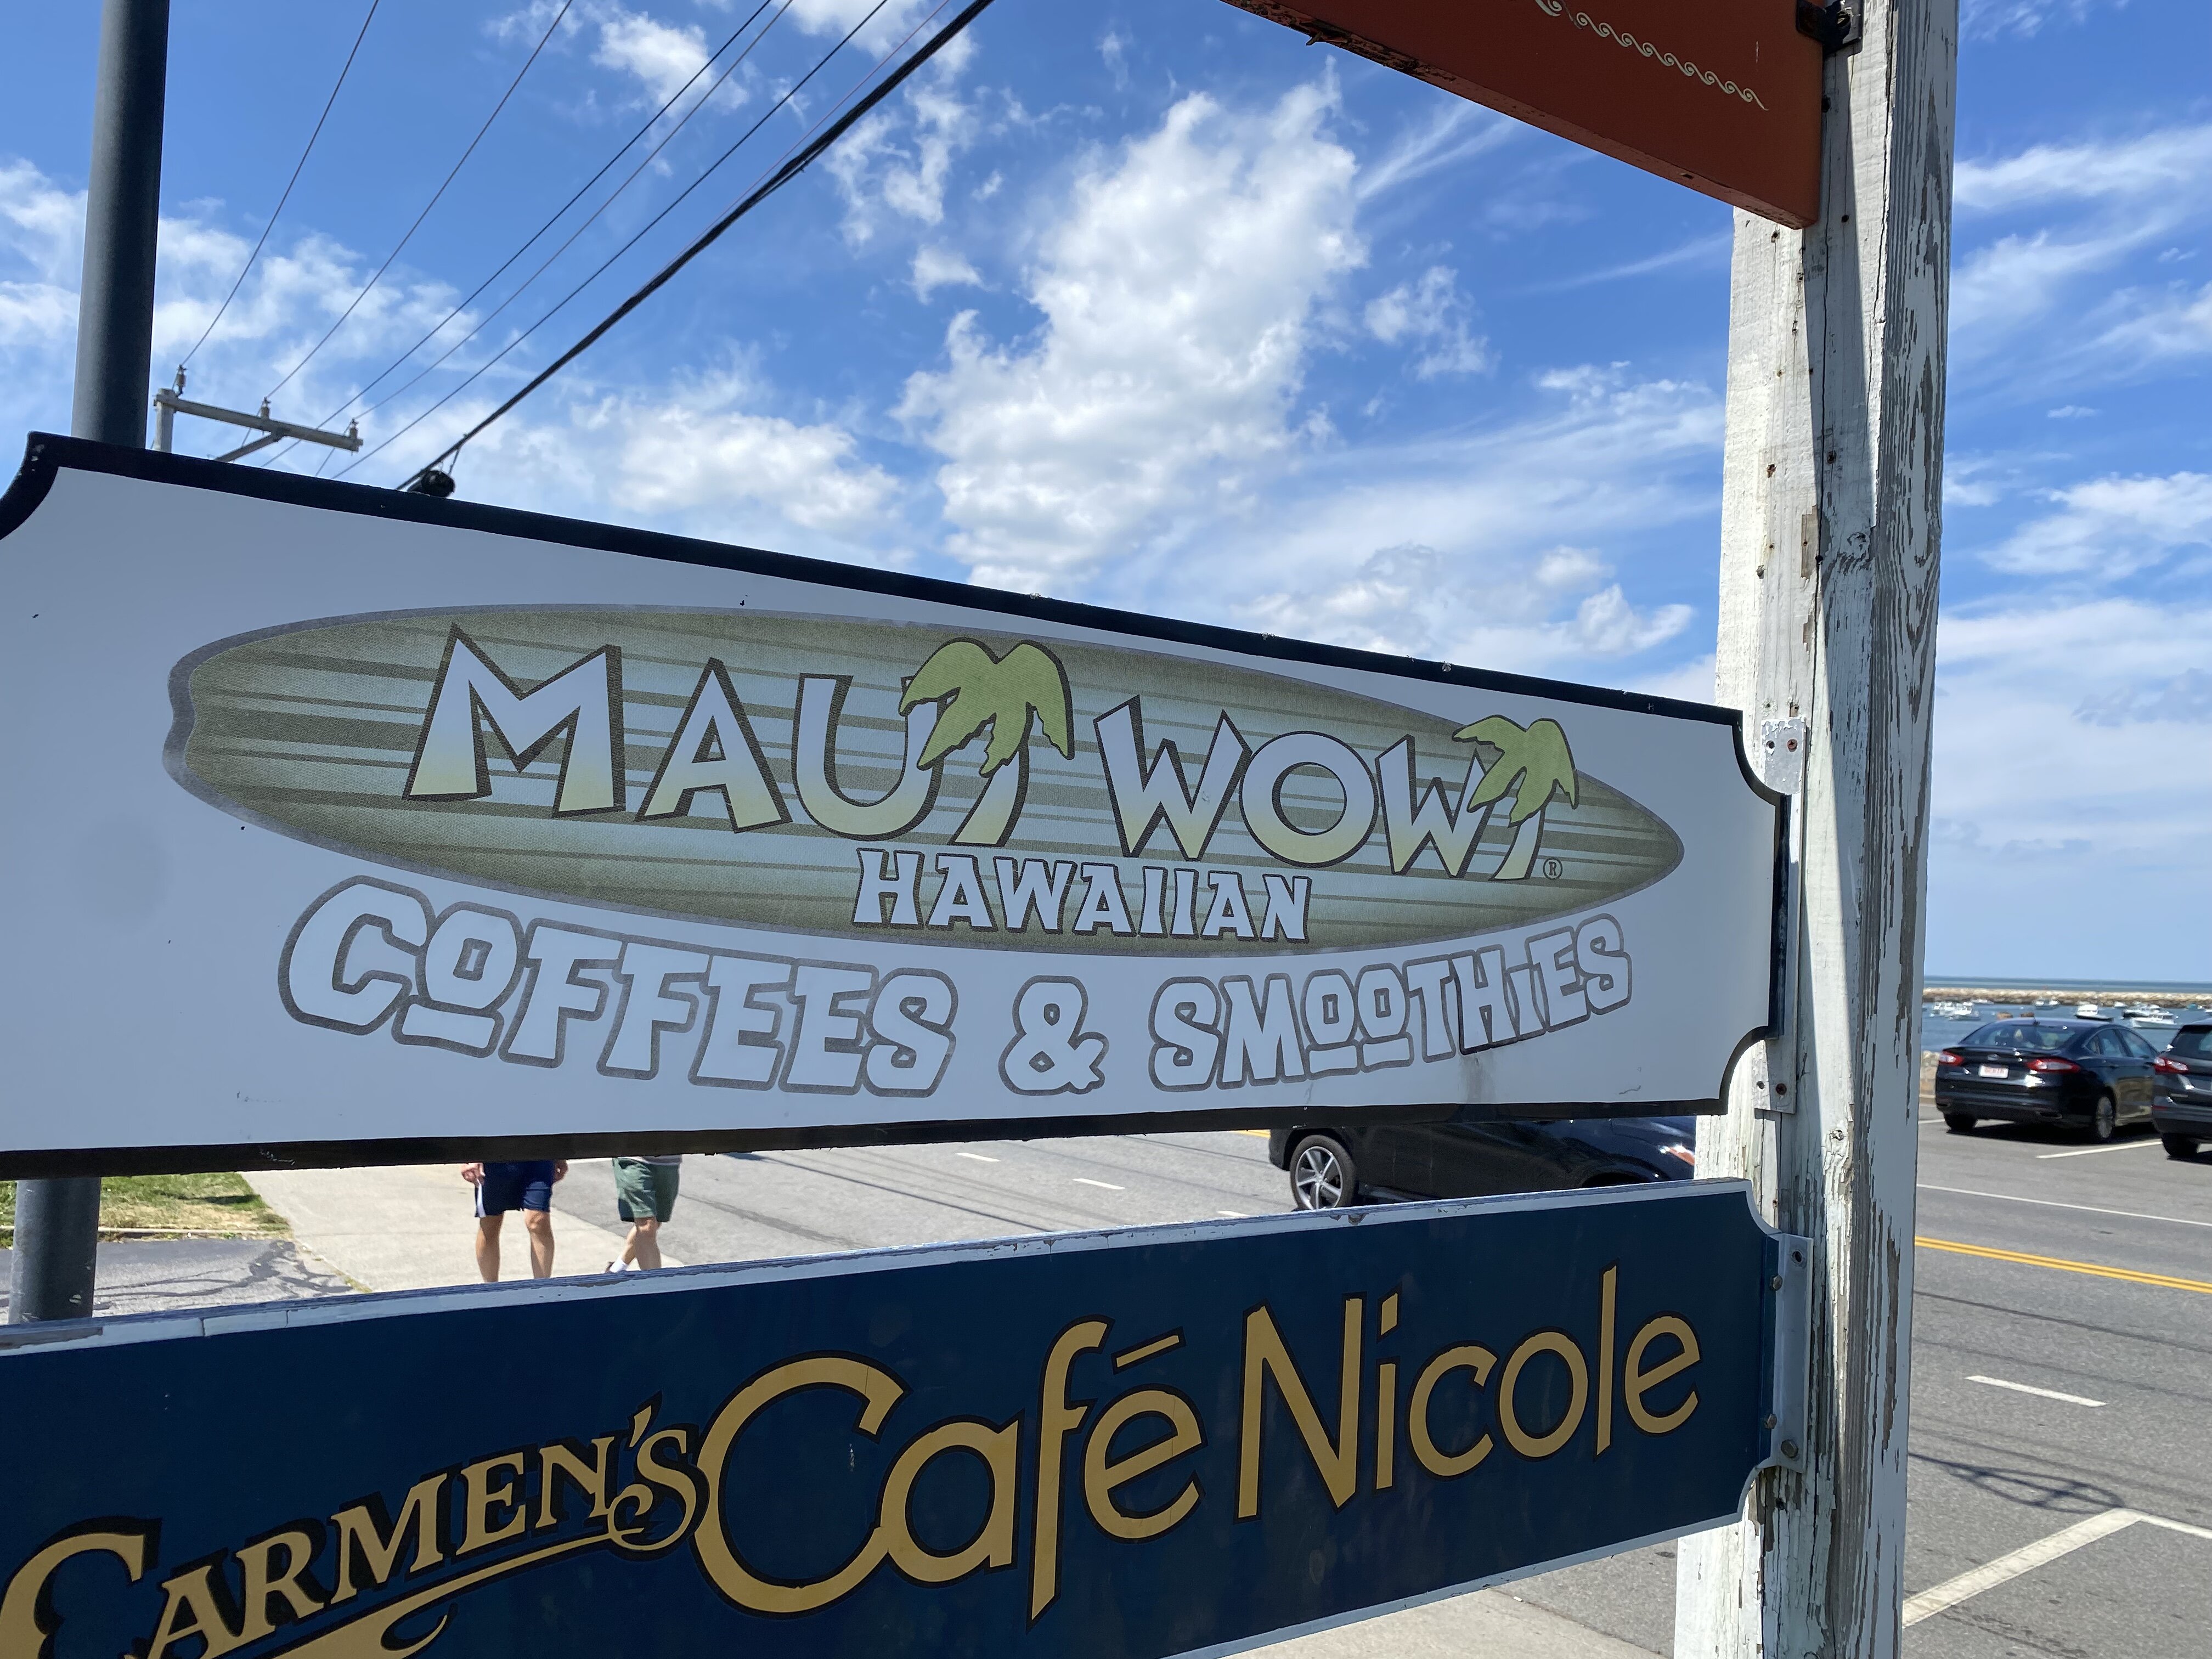 MAUI WOWI®
HAWAIIAN
COFFEES & SMOOTHIES
CARMEN'S Café Nicole